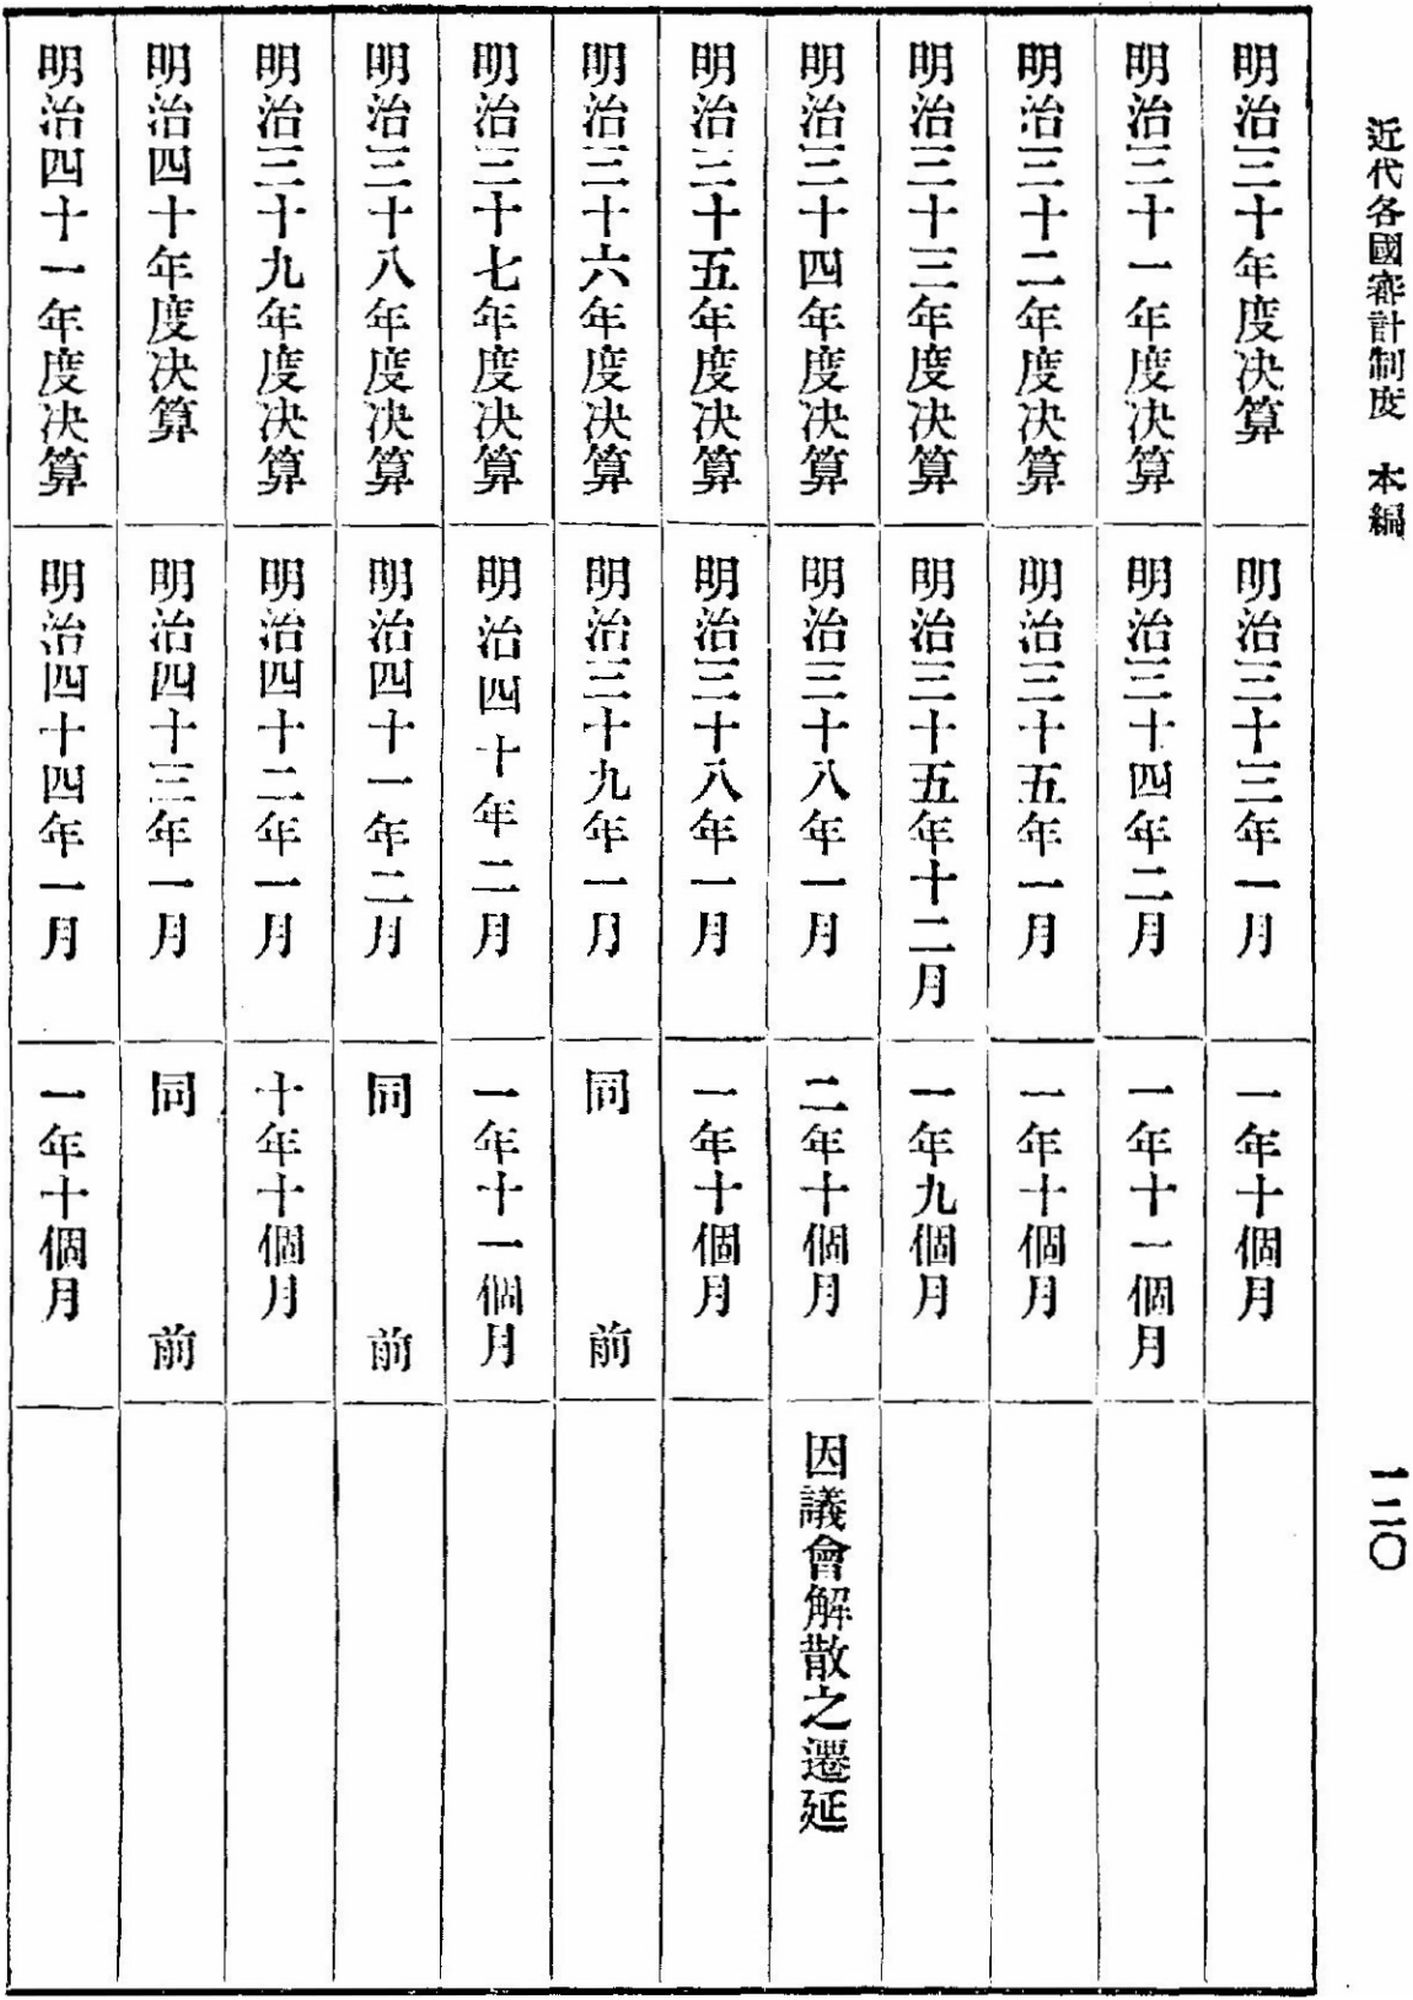 近代各國審計制度 本編
一二〇
明治三十年度決算 明治三十三年一月 一年十個月
明治三十一年度決算 明治三十四年二月 一年十一個月
明治三十二年度決算 明治三十五年一月 一年十個月
明治三十三年度決算 明治三十五年十二月 一年九個月
明治三十四年度決算 明治三十八年一月 二年十個月 因議會解散之遷延
明治三十五年度決算 明治三十八年一月 一年十個月
明治三十六年度決算 明治三十九年一月 同前
明治三十七年度決算 明治四十年二月 一年十一個月
明治三十八年度決算 明治四十一年二月 同前
明治三十九年度決算 明治四十二年一月 十年十個月
明治四十年度決算 明治四十三年一月 同前
明治四十一年度決算 明治四十四年一月 一年十個月